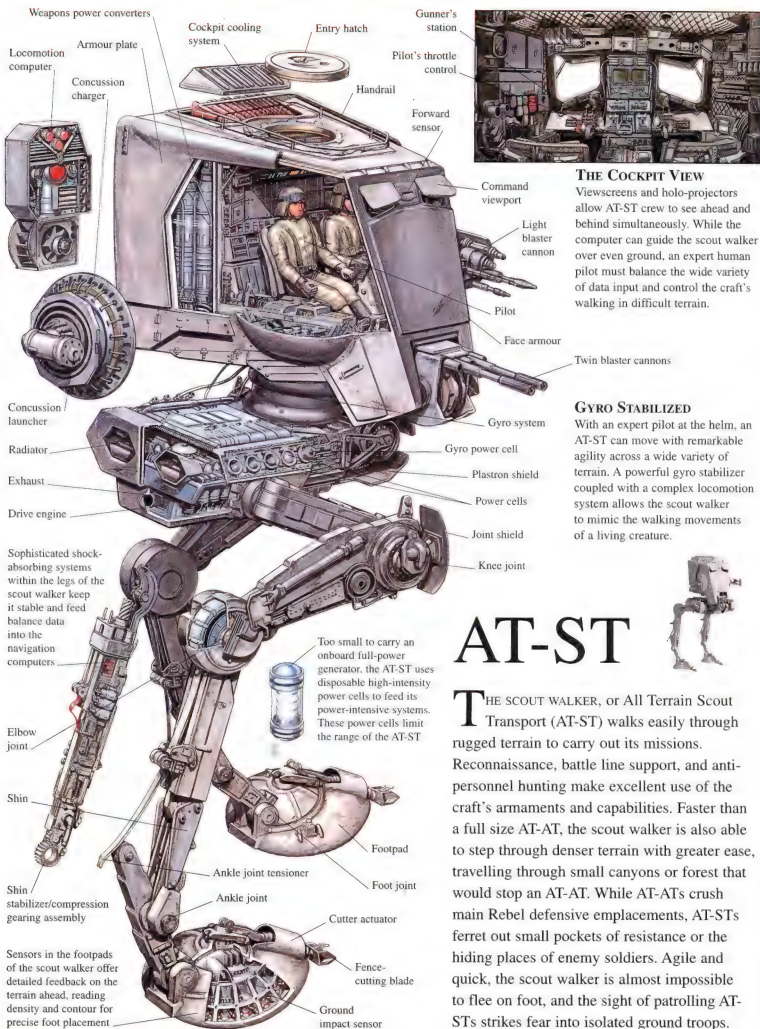 Weapons power converters
Cockpit cooling
system
Entry hatch
Gunner's
station
Locomotion
computer
Armour plate
Concussion
charger
Pilot's throttle
control
Handrail
Forward
sensor
Command
viewport
Light
blaster
cannon
Pilot
Face armour
Twin blaster cannons
Concussion
launcher
Gyro system
Radiator
Gyro power cell
Exhaust
Plastron shield
Power cells
Drive engine
Joint shield
Knee joint
THE COCKPIT VIEW
Viewscreens and holo-projectors
allow AT-ST crew to see ahead and
behind simultaneously. While the
computer can guide the scout walker
over even ground, an expert human
pilot must balance the wide variety
of data input and control the craft's
walking in difficult terrain.
GYRO STABILIZED
With an expert pilot at the helm, an
AT-ST can move with remarkable
agility across a wide variety of
terrain. A powerful gyro stabilizer
coupled with a complex locomotion
system allows the scout walker
to mimic the walking movements
of a living creature.
Sophisticated shock-
absorbing systems
within the legs of the
scout walker keep
it stable and feed
balance data
into the
navigation
computers
Too small to carry an
onboard full-power
generator, the AT-ST uses
disposable high-intensity
power cells to feed its
power-intensive systems.
These power cells limit
the range of the AT-ST
Elbow
joint
Shin
Footpad
Ankle joint tensioner
Foot joint
Shin
stabilizer/compression
gearing assembly
Ankle joint
Cutter actuator
Fence-
cutting blade
Ground
impact sensor
Sensors in the footpads
of the scout walker offer
detailed feedback on the
terrain ahead, reading
density and contour for
precise foot placement
AT-ST
THE SCOUT WALKER, or All Terrain Scout
Transport (AT-ST) walks easily through
rugged terrain to carry out its missions.
Reconnaissance, battle line support, and anti-
personnel hunting make excellent use of the
craft's armaments and capabilities. Faster than
a full size AT-AT, the scout walker is also able
to step through denser terrain with greater ease,
travelling through small canyons or forest that
would stop an AT-AT. While AT-ATs crush
main Rebel defensive emplacements, AT-STs
ferret out small pockets of resistance or the
hiding places of enemy soldiers. Agile and
quick, the scout walker is almost impossible
to flee on foot, and the sight of patrolling AT-
STs strikes fear into isolated ground troops.